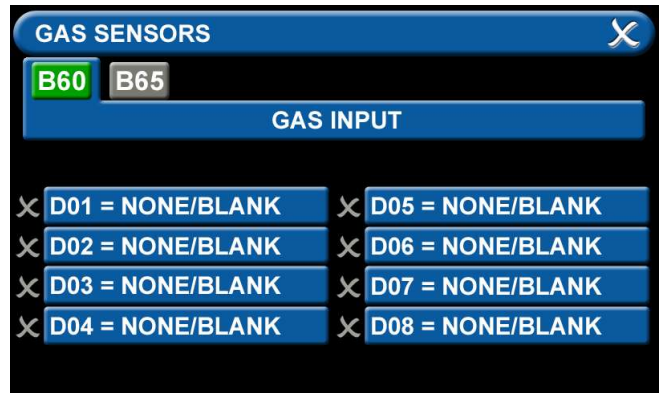 GAS SENSORS
B60 B65
GAS INPUT
D01 = NONE/BLANK
D02 = NONE/BLANK
D03 = NONE/BLANK
D04 = NONE/BLANK
D05 = NONE/BLANK
D06 = NONE/BLANK
D07 = NONE/BLANK
D08 = NONE/BLANK